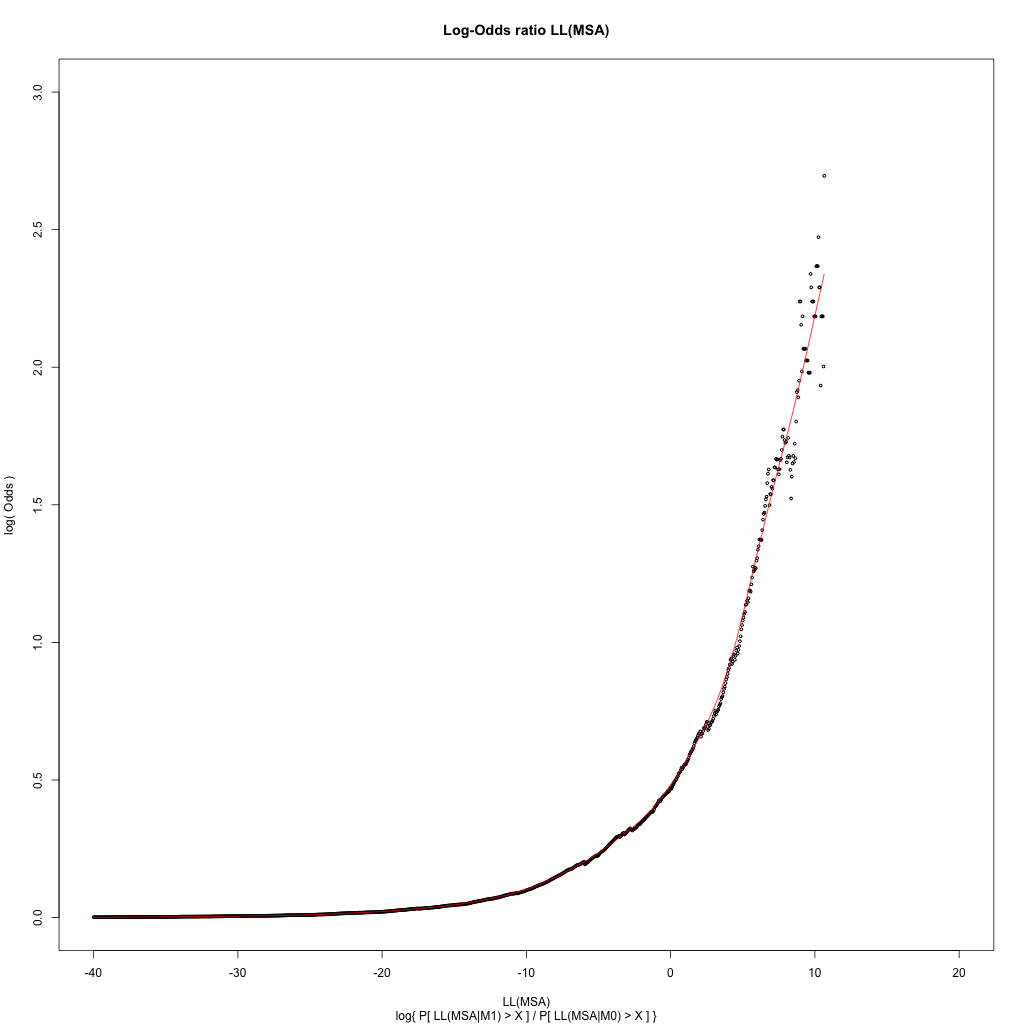 Log-Odds ratio LL(MSA)
3.0
2.5
2.0
1.5
1.0
0.5
0.0
log( Odds )
-40 -30 -20 -10 0 10 20
LL(MSA)
log{ P[ LL(MSA|M1) > X ] / P[ LL(MSA|M0) > X ] }